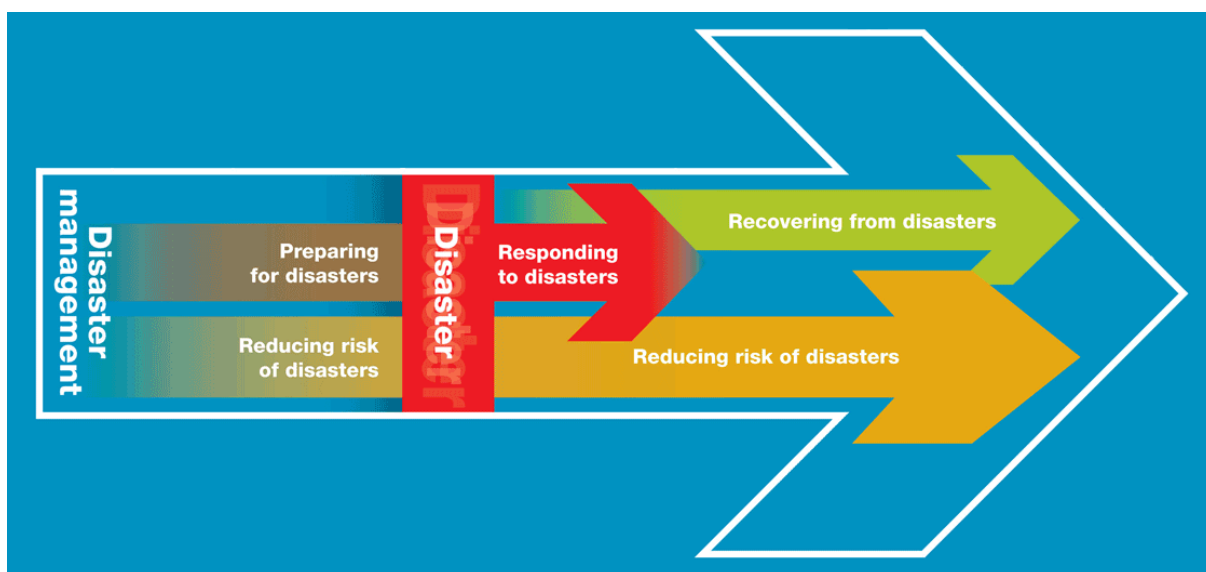 Disaster
management
Preparing
for disasters
Reducing risk
of disasters
Disaster
Disasterr
Responding
to disasters
Recovering from disasters
Reducing risk of disasters